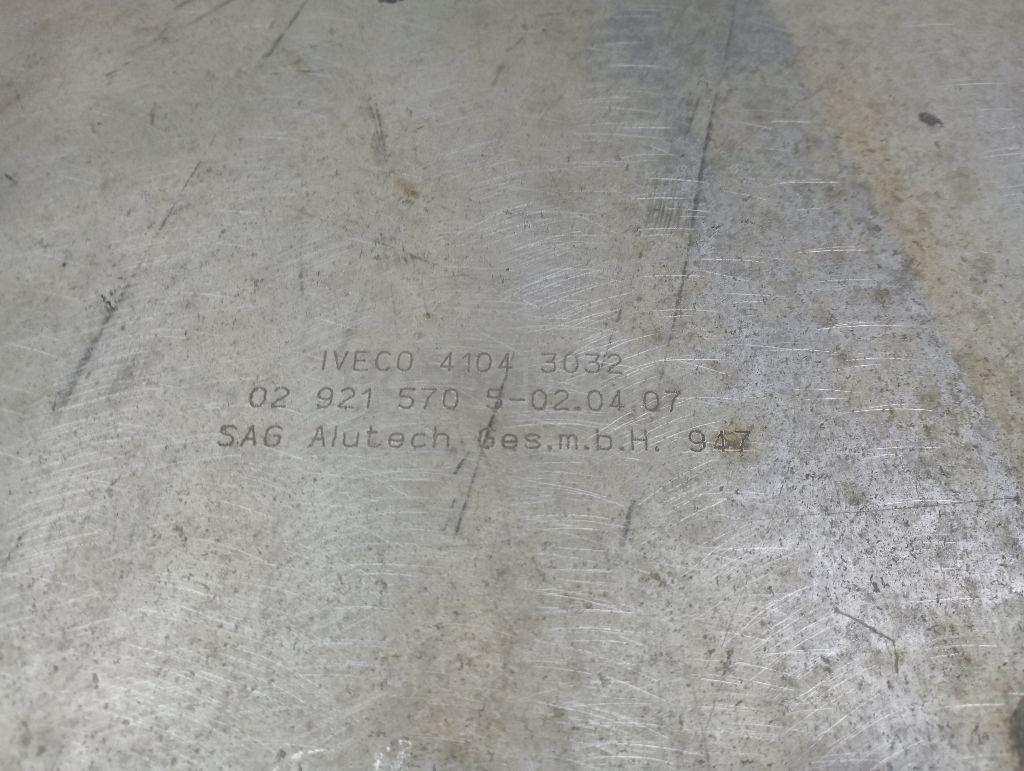 IVECO 4104 3032
02 921 570 5-02.04.07
SAG Alutech Ges.m.b.H. 947